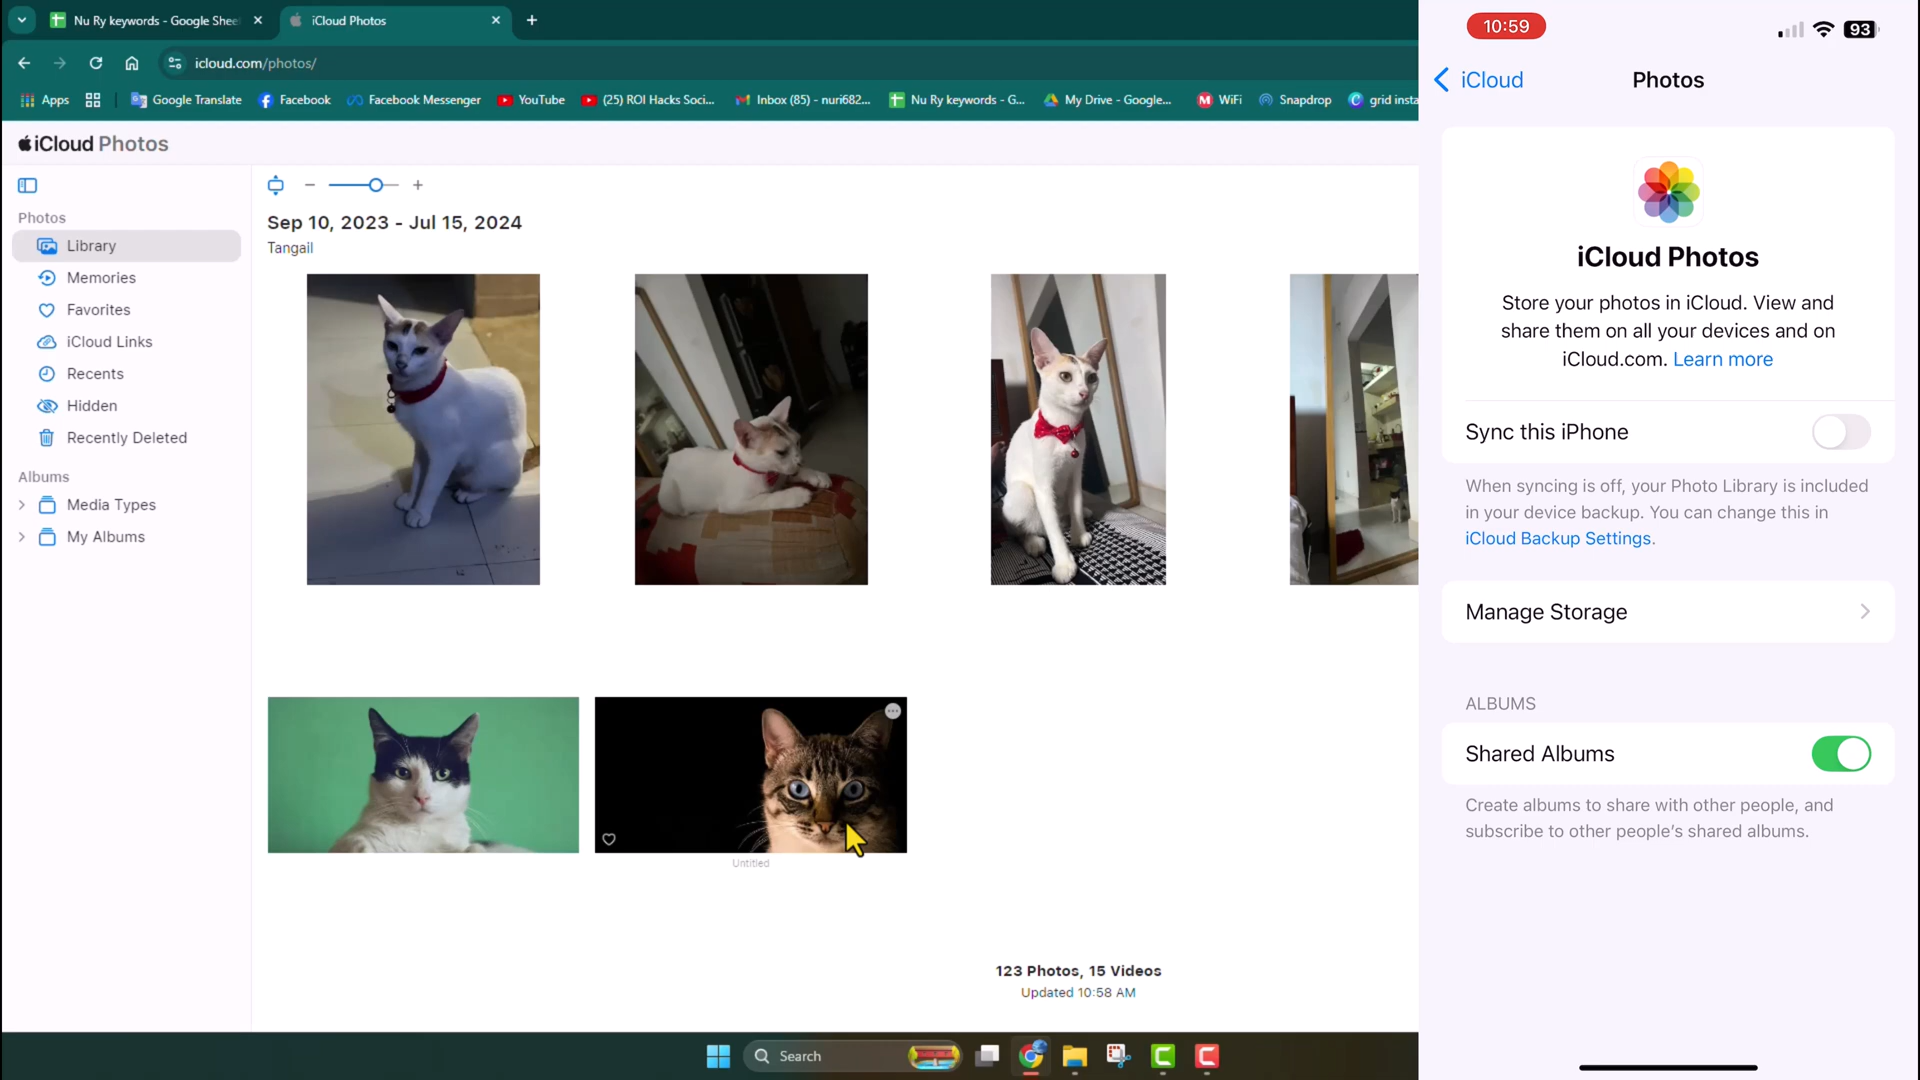 Nu Ry keywords - Google Shee
iCloud Photos
icloud.com/photos/
Apps
Google Translate
Facebook
Facebook Messenger
YouTube
(25) ROI Hacks Soci...
Inbox (85) - nuri682...
Nu Ry keywords - G...
My Drive - Google...
WiFi
Snapdrop
grid insta
iCloud Photos
Photos
Library
Memories
Favorites
iCloud Links
Recents
Hidden
Recently Deleted
Albums
Media Types
My Albums
Sep 10, 2023 - Jul 15, 2024
Tangail
Untitled
123 Photos, 15 Videos
Updated 10:58 AM
Search
10:59
93
iCloud
Photos
iCloud Photos
Store your photos in iCloud. View and
share them on all your devices and on
iCloud.com. Learn more
Sync this iPhone
When syncing is off, your Photo Library is included
in your device backup. You can change this in
iCloud Backup Settings.
Manage Storage
ALBUMS
Shared Albums
Create albums to share with other people, and
subscribe to other people's shared albums.